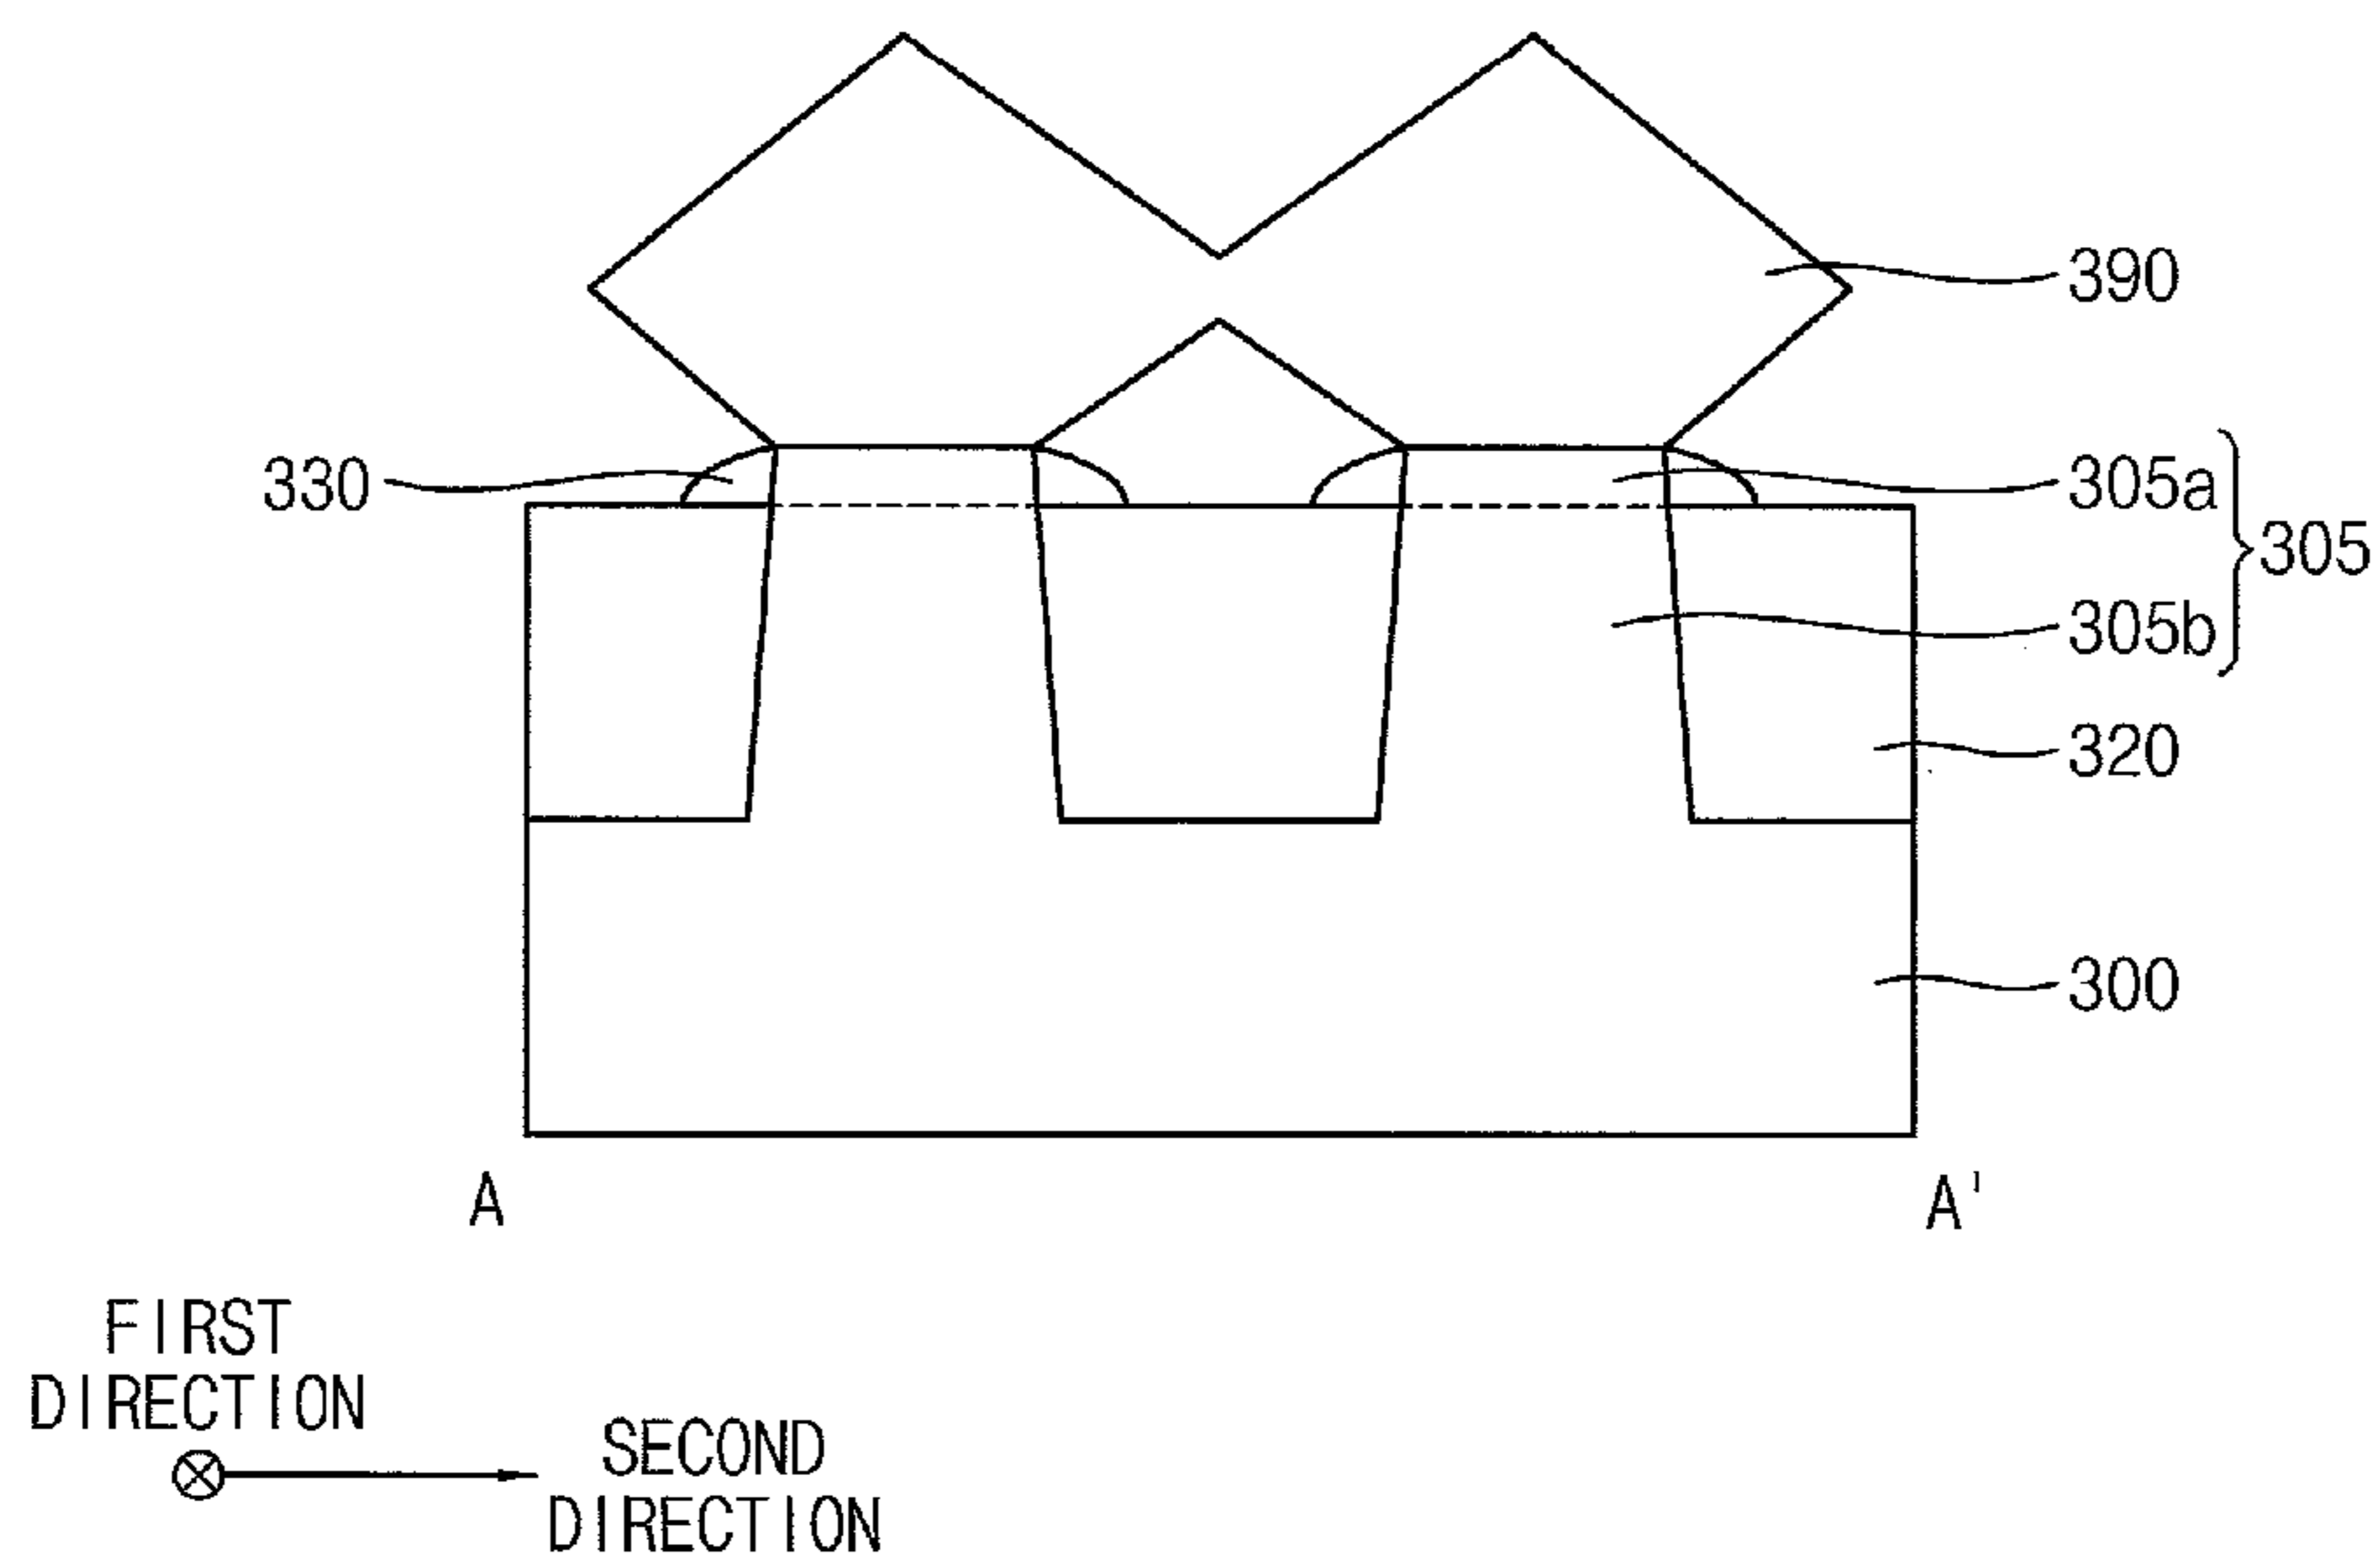 390
330
305a
305
305b
320
300
A
A'
FIRST
DIRECTION
SECOND
DIRECTION